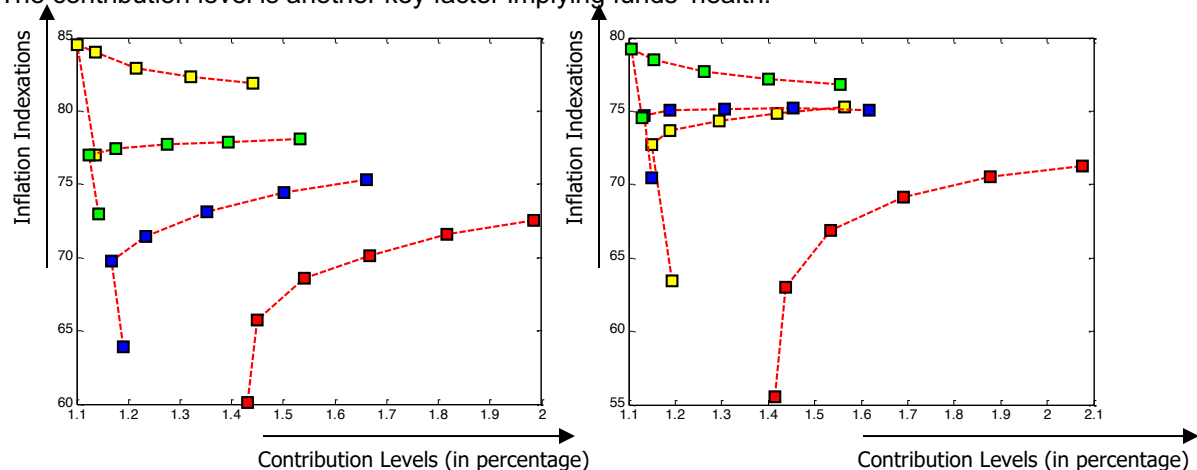 The contribution level is another key factor implying funds' health.
Inflation Indexations
85
80
75
70
65
60
1.1 1.2 1.3 1.4 1.5 1.6 1.7 1.8 1.9 2
Contribution Levels (in percentage)
Inflation Indexations
80
75
70
65
60
55
1.1 1.2 1.3 1.4 1.5 1.6 1.7 1.8 1.9 2 2.1
Contribution Levels (in percentage)